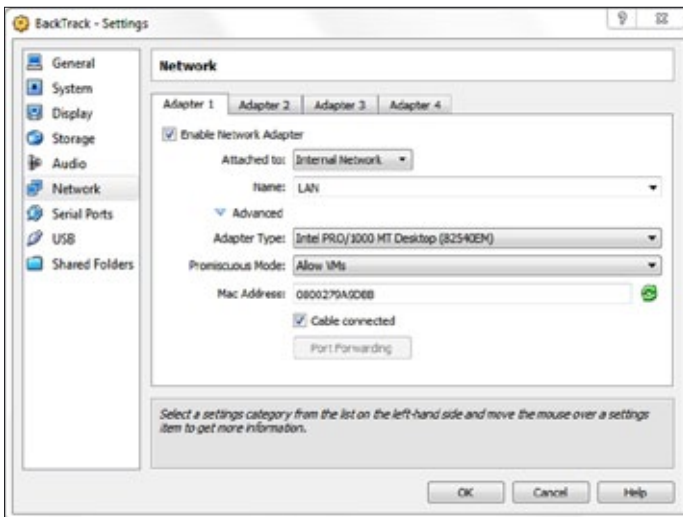 BackTrack - Settings
General
System
Display
Storage
Audio
Network
Serial Ports
USB
Shared Folders
Network
Adapter 1 Adapter 2 Adapter 3 Adapter 4
Enable Network Adapter
Attached to: Internal Network
Name: LAN
Advanced
Adapter Type: Intel PRO/1000 MT Desktop (82540EM)
Promiscuous Mode: Allow VMs
Mac Address:
Cable connected
Port Forwarding
Select a settings category from the list on the left-hand side and move the mouse over a settings
item to get more information.
OK Cancel Help